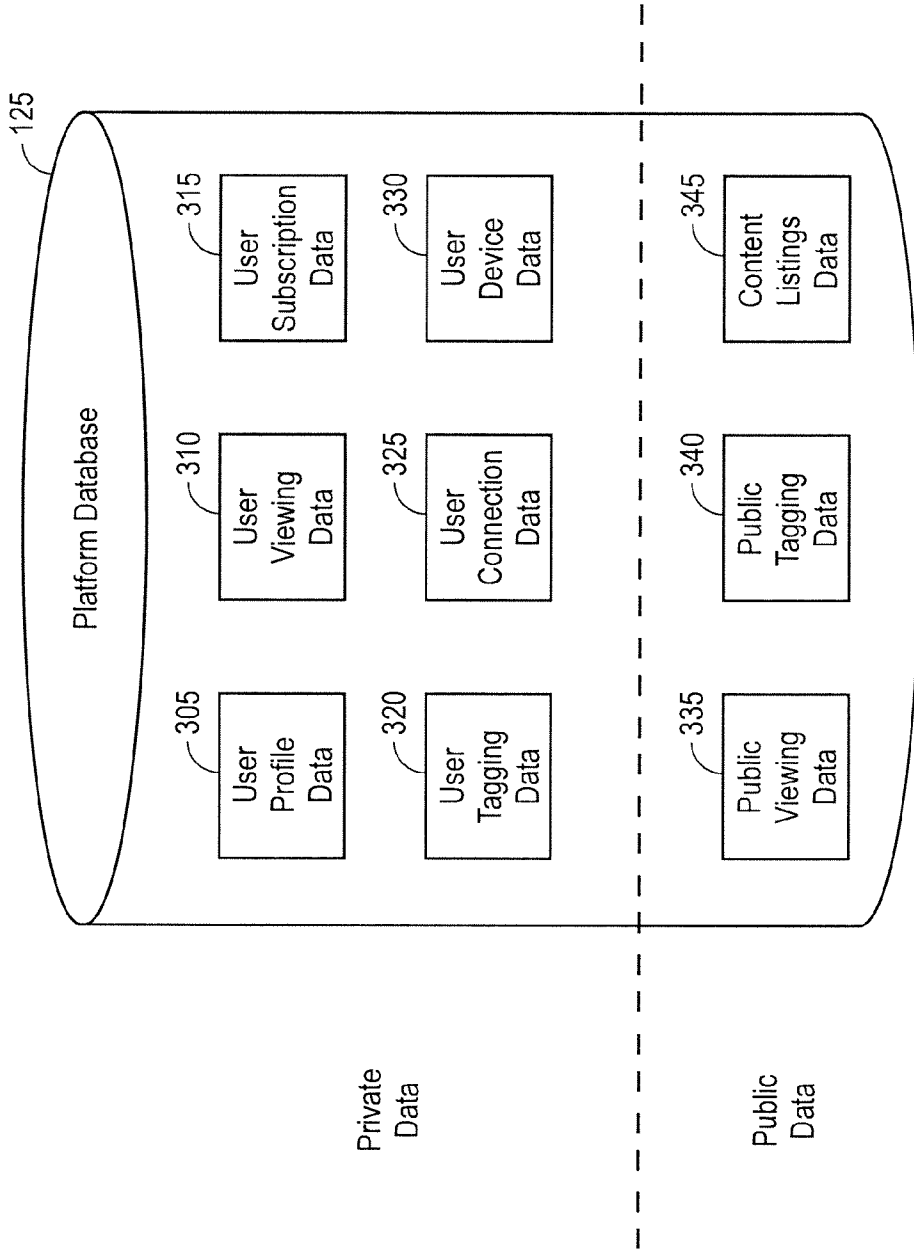 125
Platform Database
305
User
Profile
Data
310
User
Viewing
Data
315
User
Subscription
Data
320
User
Tagging
Data
325
User
Connection
Data
330
User
Device
Data
Private
Data
335
Public
Viewing
Data
340
Public
Tagging
Data
345
Content
Listings
Data
Public
Data